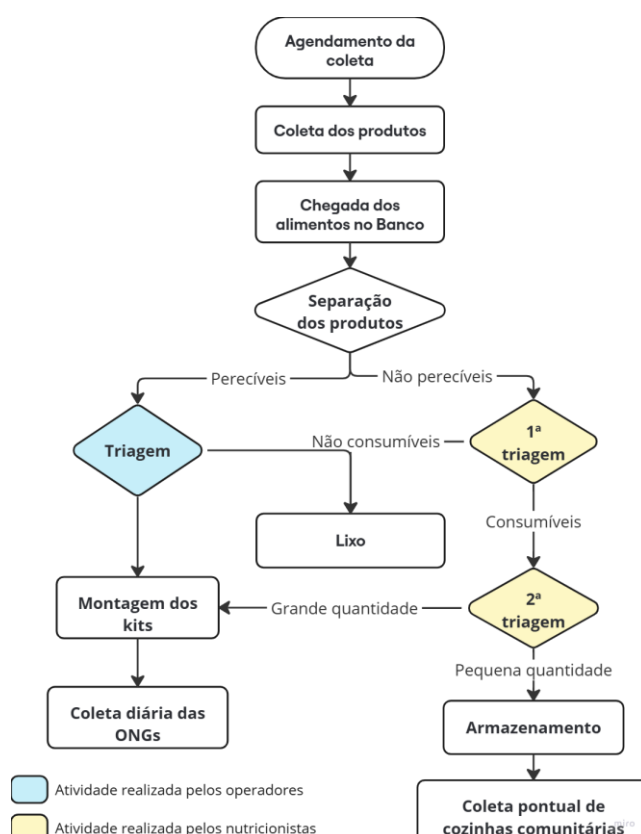 Agendamento da
coleta
Coleta dos produtos
Chegada dos
alimentos no Banco
Separação
dos produtos
Perecíveis
Não perecíveis
Triagem
Não consumíveis
1ª
triagem
Lixo
Consumíveis
Montagem dos
kits
Grande quantidade
2ª
triagem
Pequena quantidade
Coleta diária das
ONGs
Armazenamento
Atividade realizada pelos operadores
Atividade realizada pelos nutricionistas
Coleta pontual de
cozinhas comunitárias
miro